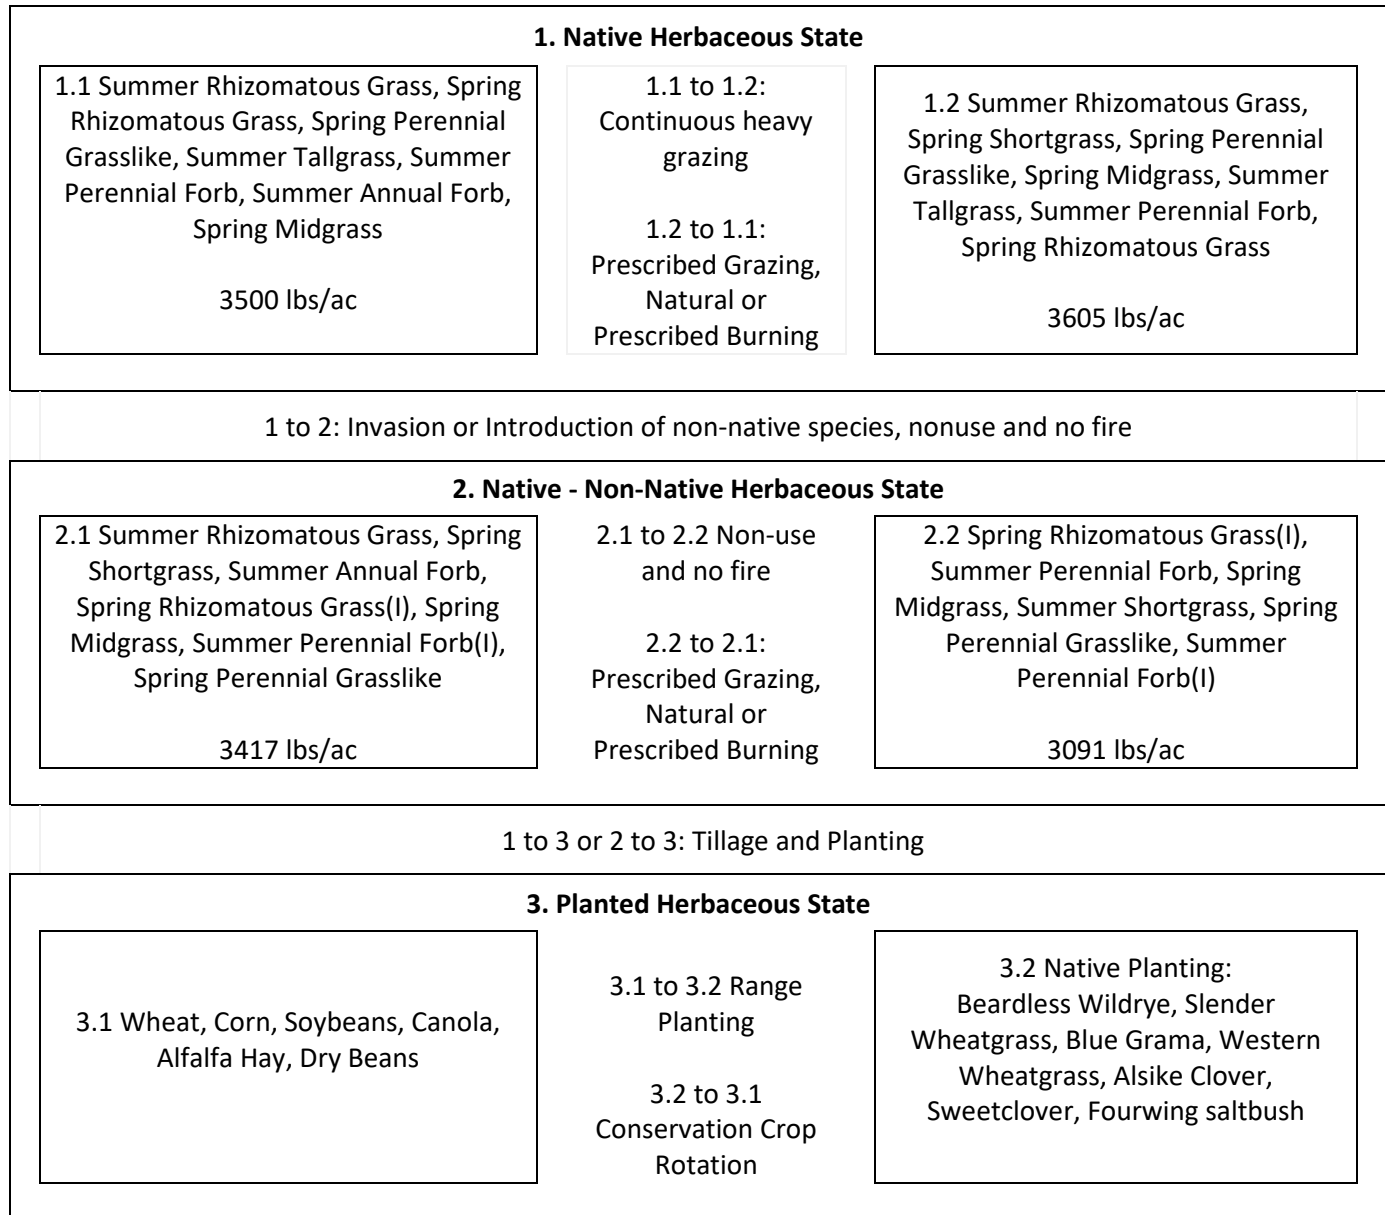 1. Native Herbaceous State
1.1 Summer Rhizomatous Grass, Spring
Rhizomatous Grass, Spring Perennial
Grasslike, Summer Tallgrass, Summer
Perennial Forb, Summer Annual Forb,
Spring Midgrass
3500 lbs/ac
1.1 to 1.2:
Continuous heavy
grazing
1.2 to 1.1:
Prescribed Grazing,
Natural or
Prescribed Burning
1.2 Summer Rhizomatous Grass,
Spring Shortgrass, Spring Perennial
Grasslike, Spring Midgrass, Summer
Tallgrass, Summer Perennial Forb,
Spring Rhizomatous Grass
3605 lbs/ac
1 to 2: Invasion or Introduction of non-native species, nonuse and no fire
2. Native - Non-Native Herbaceous State
2.1 Summer Rhizomatous Grass, Spring
Shortgrass, Summer Annual Forb,
Spring Rhizomatous Grass(I), Spring
Midgrass, Summer Perennial Forb(I),
Spring Perennial Grasslike
3417 lbs/ac
2.1 to 2.2 Non-use
and no fire
2.2 to 2.1:
Prescribed Grazing,
Natural or
Prescribed Burning
2.2 Spring Rhizomatous Grass(I),
Summer Perennial Forb, Spring
Midgrass, Summer Shortgrass, Spring
Perennial Grasslike, Summer
Perennial Forb(I)
3091 lbs/ac
1 to 3 or 2 to 3: Tillage and Planting
3. Planted Herbaceous State
3.1 Wheat, Corn, Soybeans, Canola,
Alfalfa Hay, Dry Beans
3.1 to 3.2 Range
Planting
3.2 to 3.1
Conservation Crop
Rotation
3.2 Native Planting:
Beardless Wildrye, Slender
Wheatgrass, Blue Grama, Western
Wheatgrass, Alsike Clover,
Sweetclover, Fourwing saltbush